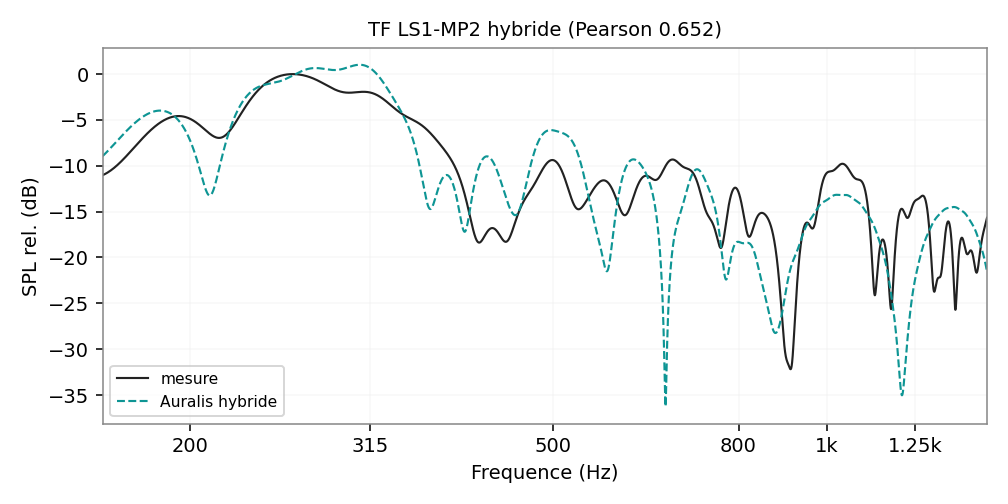 TF LS1-MP2 hybride (Pearson 0.652)
SPL rel. (dB)
0
−5
−10
−15
−20
−25
−30
−35
mesure
Auralis hybride
200
315
500
800
1k
1.25k
Frequence (Hz)